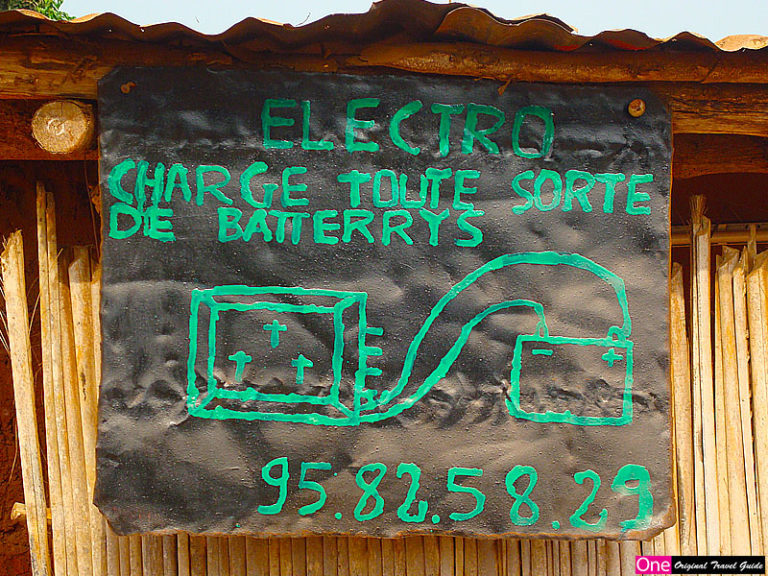 ELECTRO
CHARGE TOUTE SORTE
DE BATTERRYS
- +
95.82.58.29
One Original Travel Guide